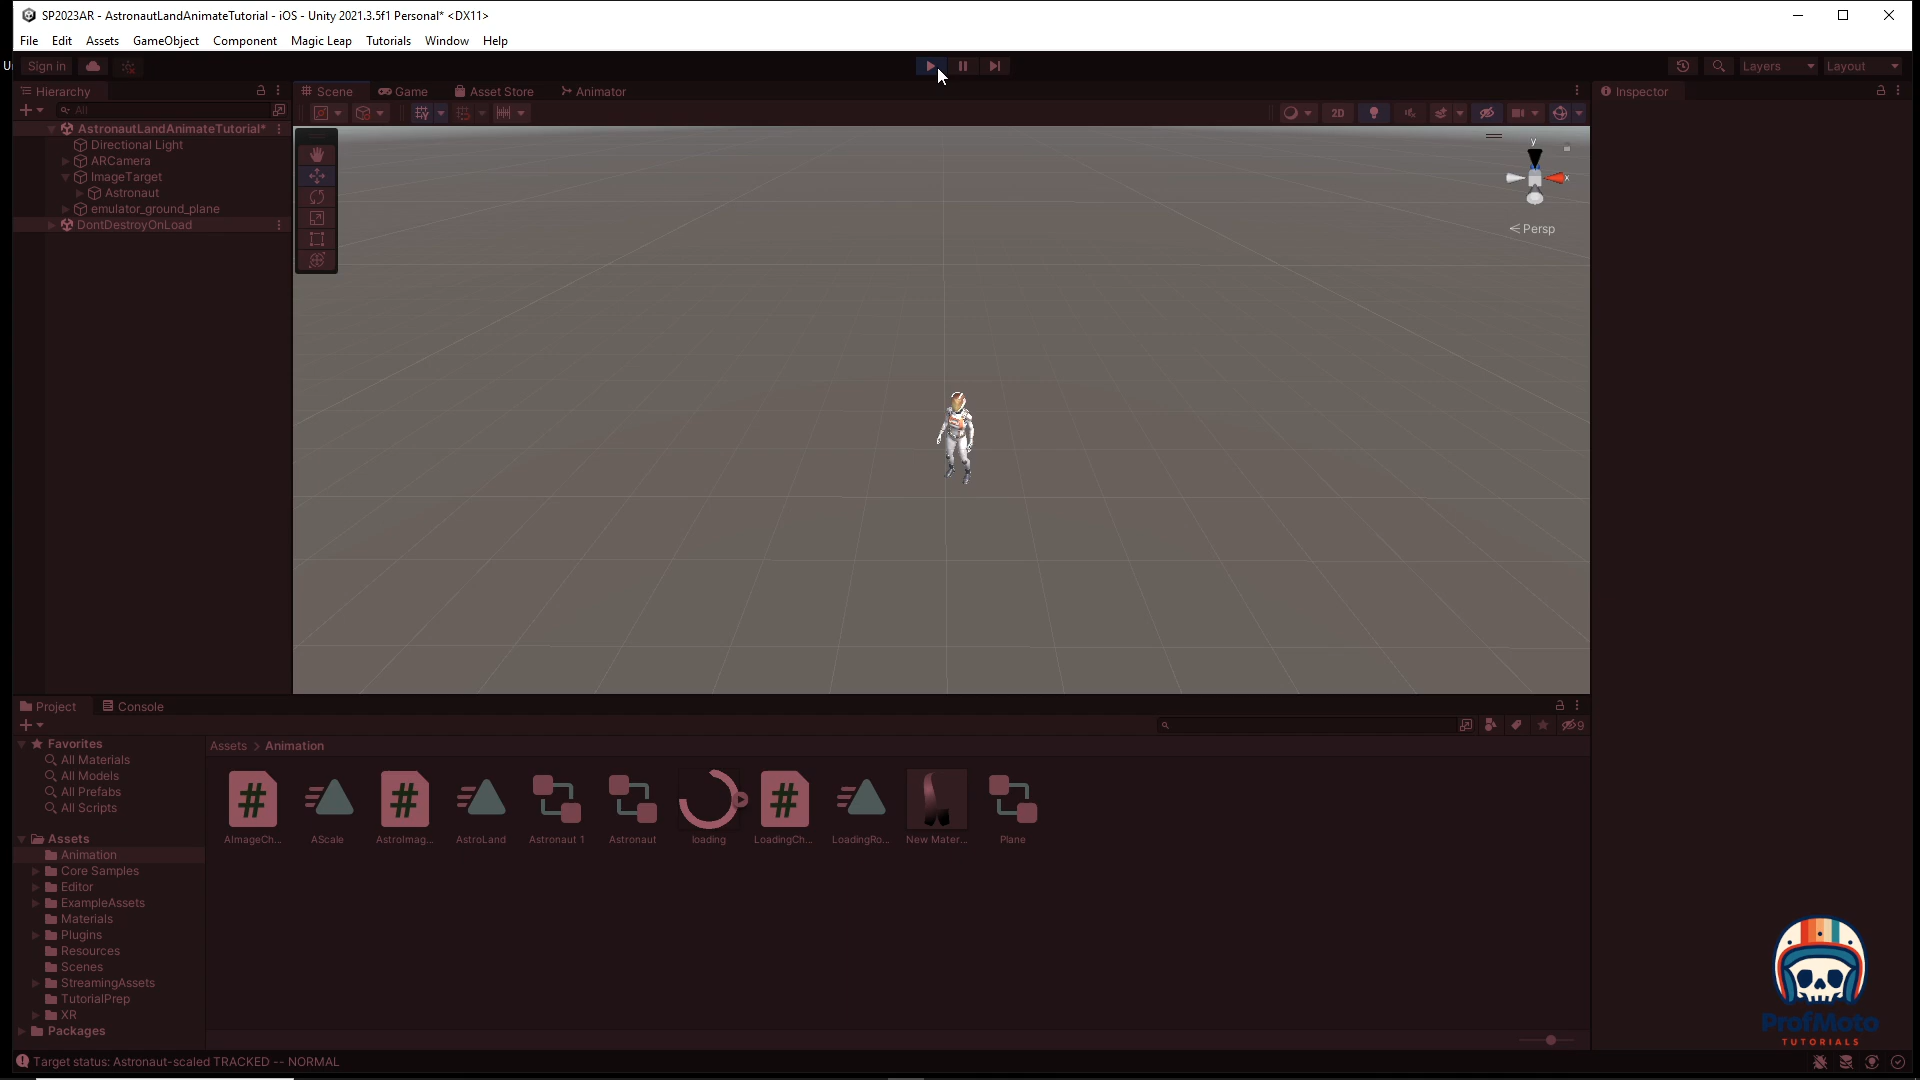 SP2023AR - AstronautLandAnimateTutorial - iOS - Unity 2021.3.5f1 Personal* <DX11>
File Edit Assets GameObject Component Magic Leap Tutorials Window Help
Sign in
Layers Layout
Hierarchy
All
AstronautLandAnimateTutorial*
Directional Light
ARCamera
ImageTarget
Astronaut
emulator_ground_plane
DontDestroyOnLoad
Scene Game Asset Store Animator
2D
y
x
Persp
Inspector
Project Console
9
Favorites
All Materials
All Models
All Prefabs
All Scripts
Assets
Animation
Core Samples
Editor
ExampleAssets
Materials
Plugins
Resources
Scenes
StreamingAssets
TutorialPrep
XR
Packages
Assets > Animation
AImageCh... AScale AstroImag... AstroLand Astronaut 1 Astronaut loading LoadingCh... LoadingRo... New Mater... Plane
Target status: Astronaut-scaled TRACKED -- NORMAL
ProfMoto
TUTORIALS